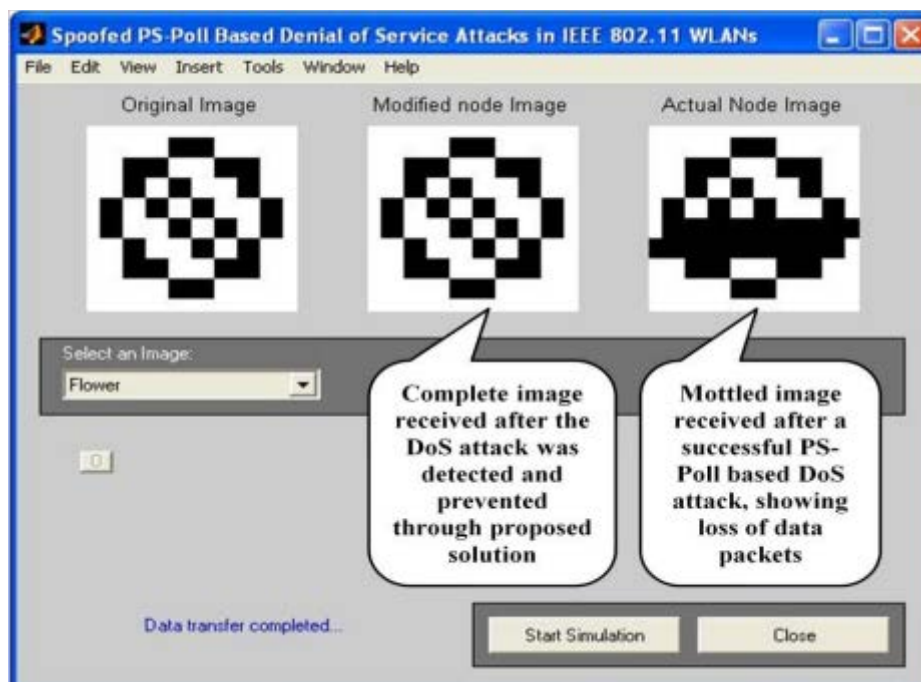 Spoofed PS-Poll Based Denial of Service Attacks in IEEE 802.11 WLANs
File Edit View Insert Tools Window Help
Original Image
Modified node Image
Actual Node Image
Select an Image:
Flower
Complete image
received after the
DoS attack was
detected and
prevented
through proposed
solution
Mottled image
received after a
successful PS-
Poll based DoS
attack, showing
loss of data
packets
Data transfer completed...
Start Simulation
Close